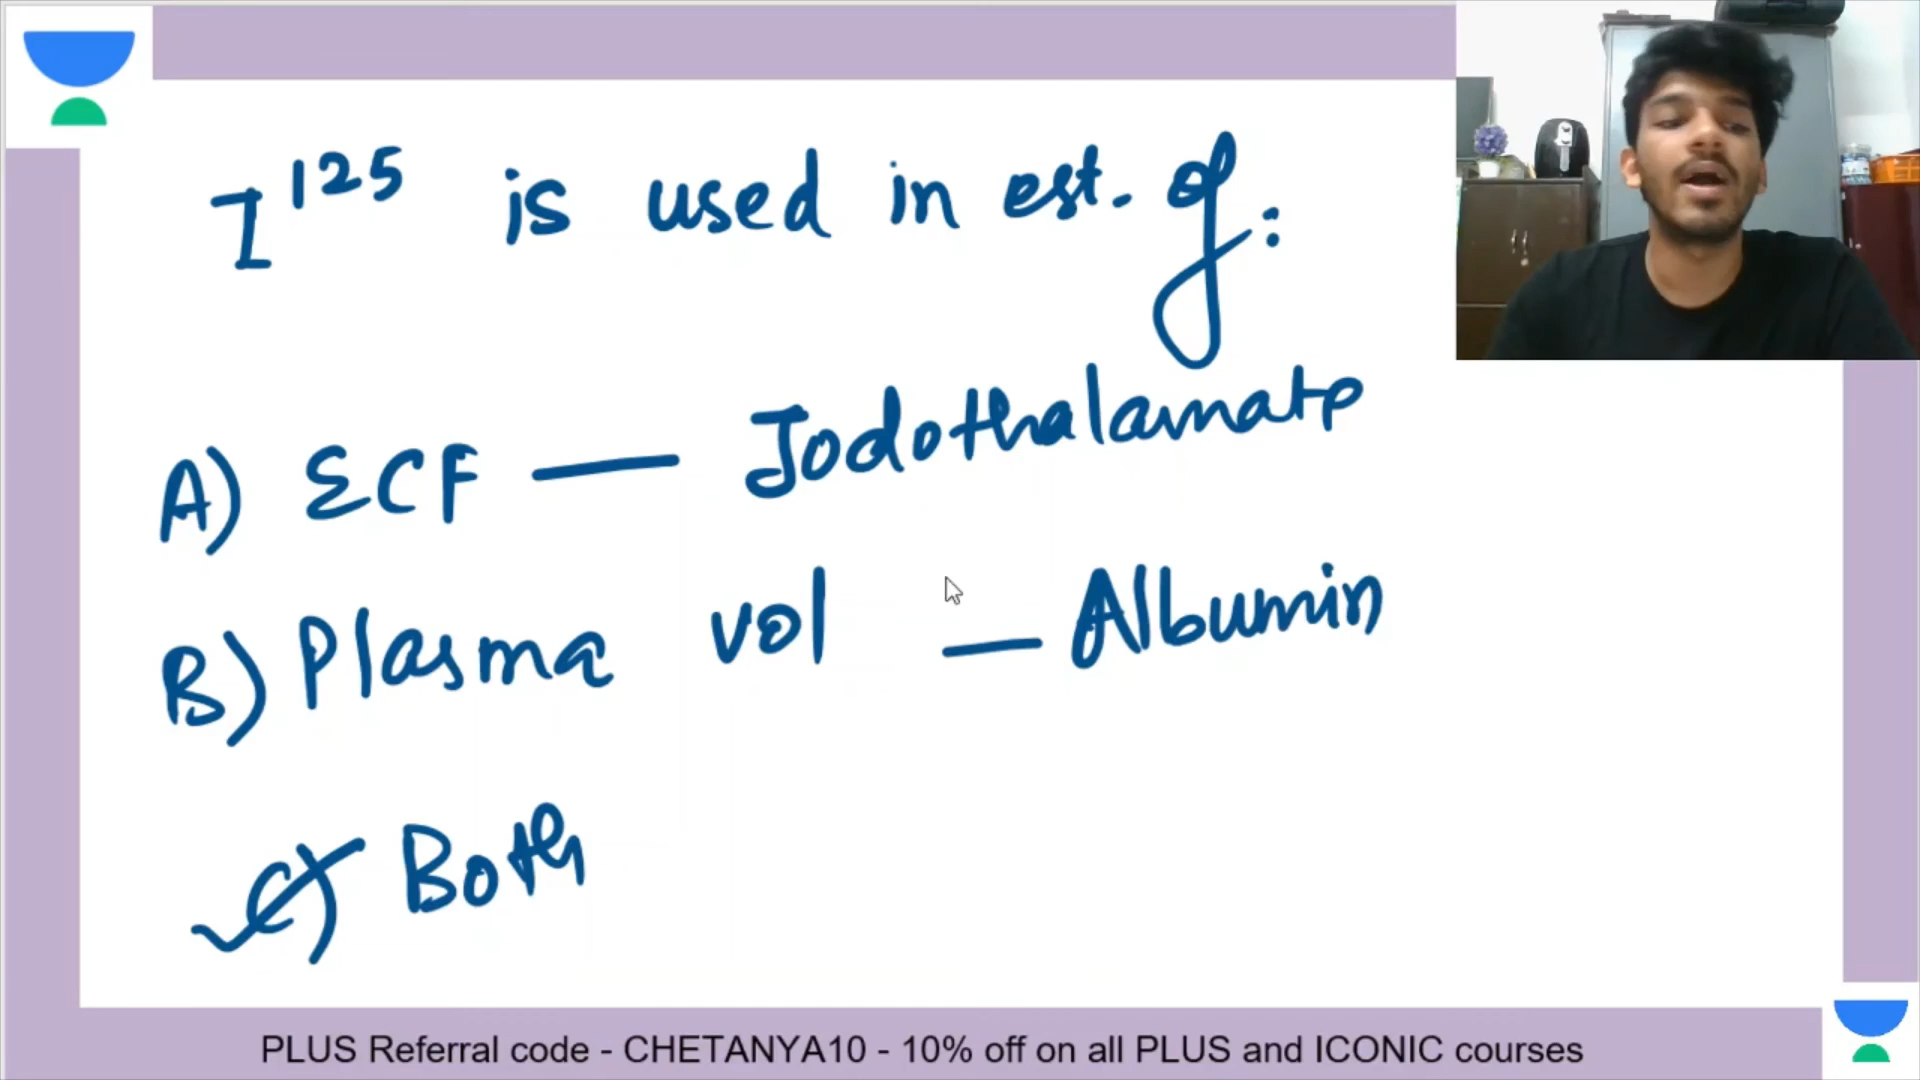 I¹²⁵ is used in est. of :
A) ECF — Iodothalamate
B) Plasma vol — Albumin
C) Both
PLUS Referral code - CHETANYA10 - 10% off on all PLUS and ICONIC courses